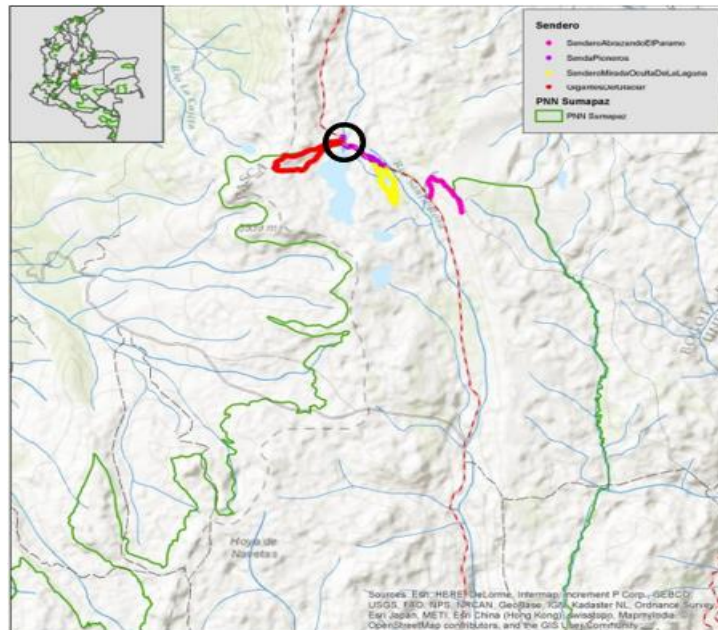 Sendero
SenderoAbrazandoElParamo
SendaPioneros
SenderoMiradaOcultaDeLaLaguna
GigantesDelGlaciar
PNN Sumapaz
PNN Sumapaz
Hoya de
Navetas
Sources: Esri, HERE, DeLorme, Intermap, increment P Corp., GEBCO,
USGS, FAO, NPS, NRCAN, GeoBase, IGN, Kadaster NL, Ordnance Survey,
Esri Japan, METI, Esri China (Hong Kong), swisstopo, MapmyIndia, ©
OpenStreetMap contributors, and the GIS User Community